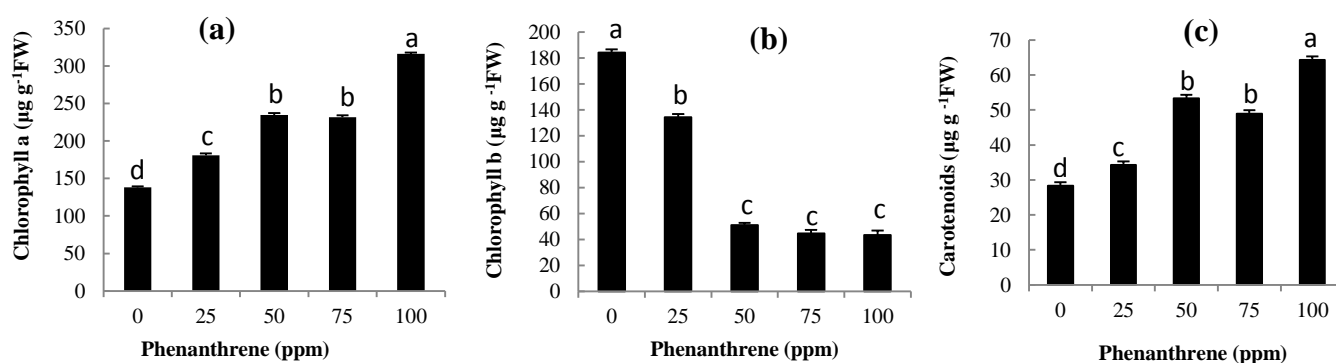 (a)
Chlorophyll a (µg g-1FW)
350
300
250
200
150
100
50
0
d
c
b
b
a
0 25 50 75 100
Phenanthrene (ppm)
(b)
Chlorophyll b (µg g -1FW)
200
180
160
140
120
100
80
60
40
20
0
a
b
c
c
c
0 25 50 75 100
Phenanthrene (ppm)
(c)
Carotenoids (µg g -1FW)
70
60
50
40
30
20
10
0
d
c
b
b
a
0 25 50 75 100
Phenanthrene (ppm)